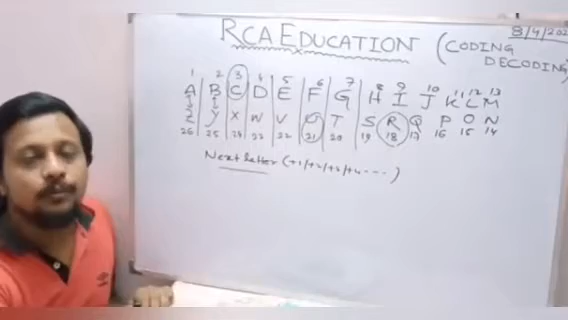 8/4/202
RCA EDUCATION (CODING DECODING)
1 2 3 4 5 6 7 8 9 10 11 12 13
A B C D E F G H I J K L M
Z Y X W V U T S R Q P O N
26 25 24 23 22 21 20 19 18 17 16 15 14
Next letter (+1/+2/+3/+4 ....)